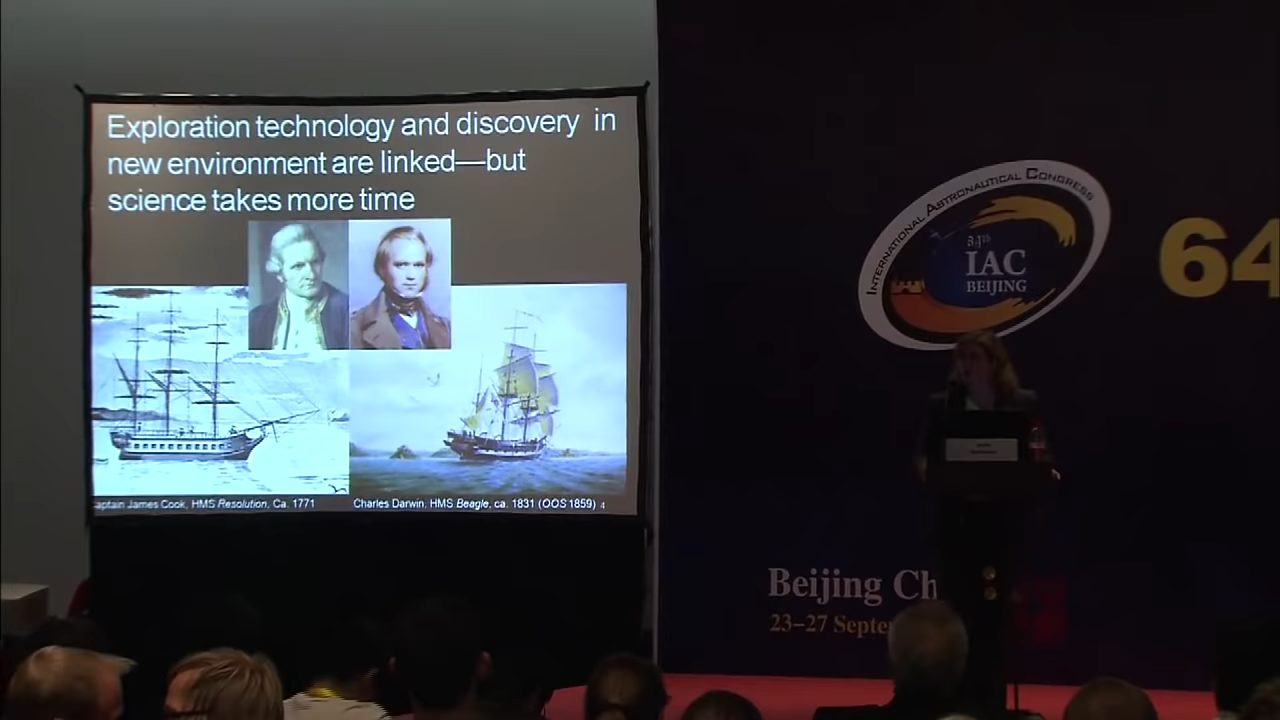 Exploration technology and discovery in
new environment are linked—but
science takes more time
aptain James Cook, HMS Resolution, Ca. 1771
Charles Darwin, HMS Beagle, ca. 1831 (OOS 1859) 4
INTERNATIONAL ASTRONAUTICAL CONGRESS
IAC
BEIJING
64
Beijing Ch
23–27 Septe